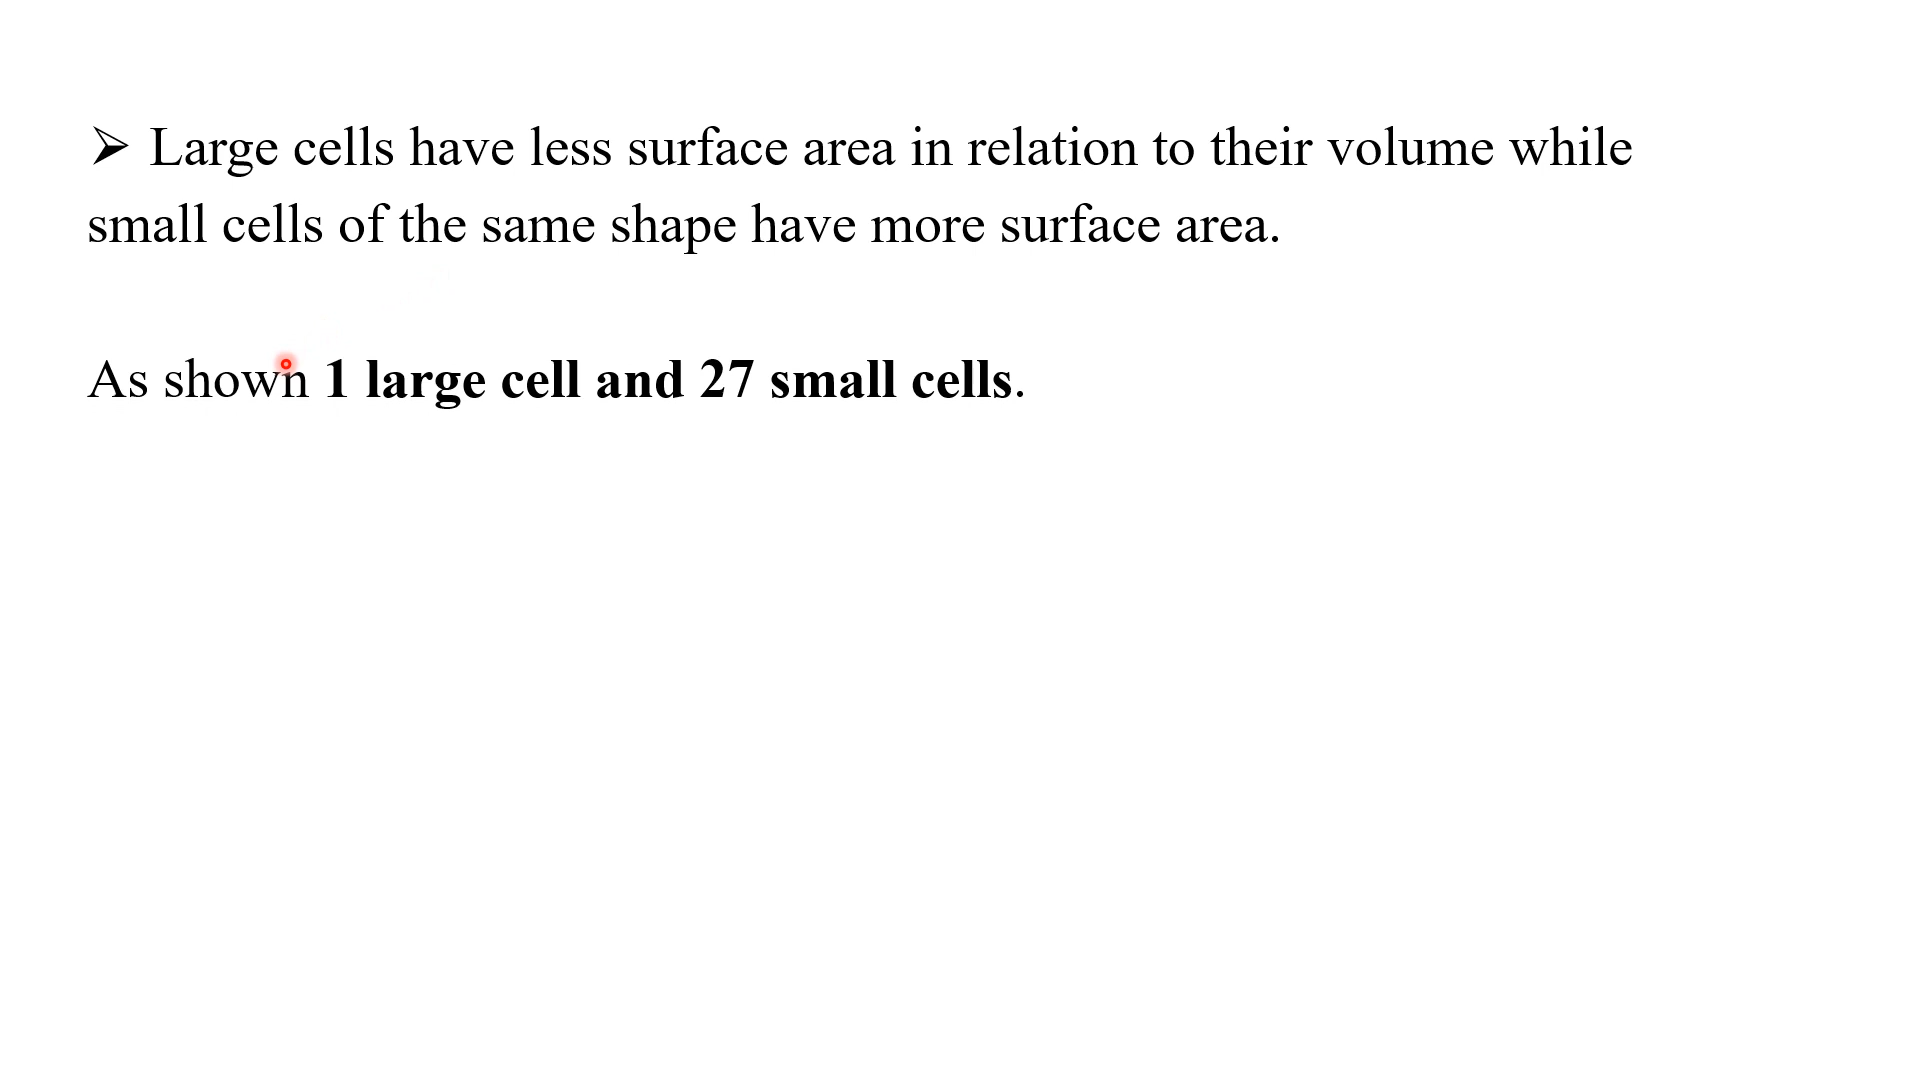 ➢ Large cells have less surface area in relation to their volume while
small cells of the same shape have more surface area.
As shown 1 large cell and 27 small cells.